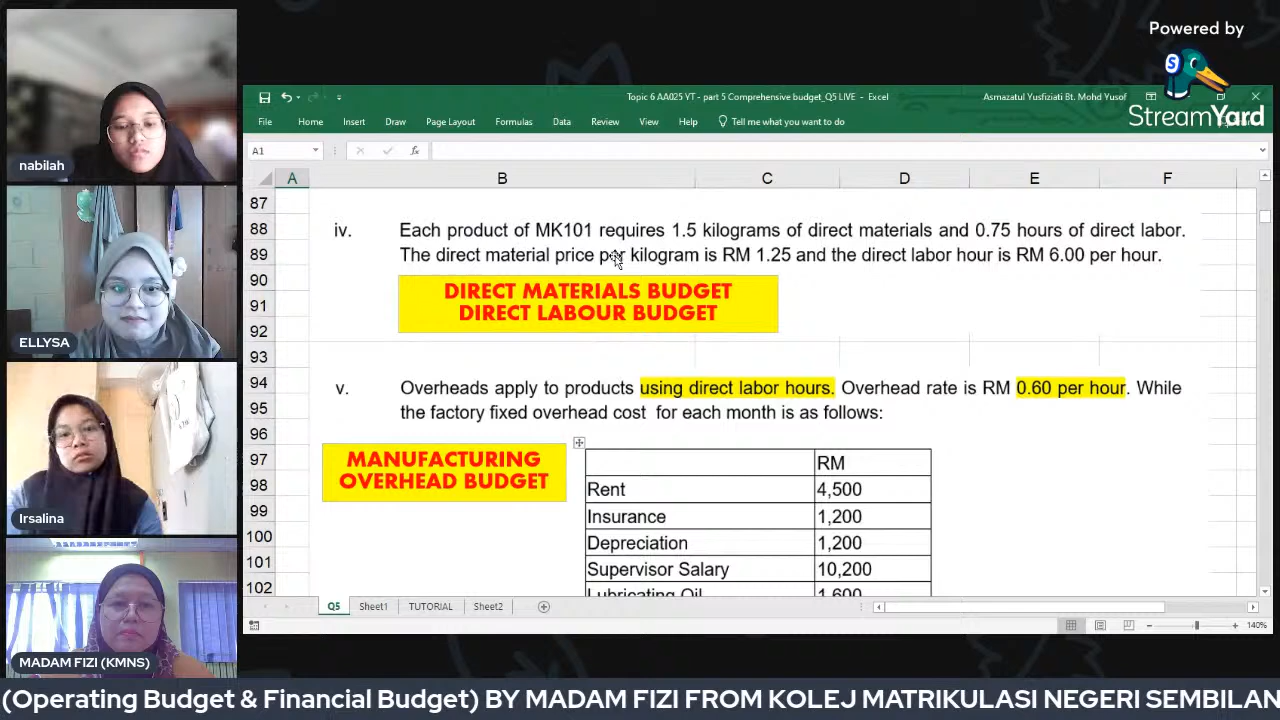 Powered by
StreamYard
nabilah
ELLYSA
Irsalina
MADAM FIZI (KMNS)
Topic 6 AA025 YT - part 5 Comprehensive budget_Q5 LIVE - Excel
Asmazatul Yusfiziati Bt. Mohd Yusof
File Home Insert Draw Page Layout Formulas Data Review View Help Tell me what you want to do
A1
fx
A B C D E F
87
88
89
90
91
92
93
94
95
96
97
98
99
100
101
102
iv. Each product of MK101 requires 1.5 kilograms of direct materials and 0.75 hours of direct labor.
The direct material price per kilogram is RM 1.25 and the direct labor hour is RM 6.00 per hour.
DIRECT MATERIALS BUDGET
DIRECT LABOUR BUDGET
v. Overheads apply to products using direct labor hours. Overhead rate is RM 0.60 per hour. While
the factory fixed overhead cost for each month is as follows:
MANUFACTURING
OVERHEAD BUDGET
RM
Rent 4,500
Insurance 1,200
Depreciation 1,200
Supervisor Salary 10,200
Lubricating Oil 1,600
Q5 Sheet1 TUTORIAL Sheet2
140%
(Operating Budget & Financial Budget) BY MADAM FIZI FROM KOLEJ MATRIKULASI NEGERI SEMBILAN